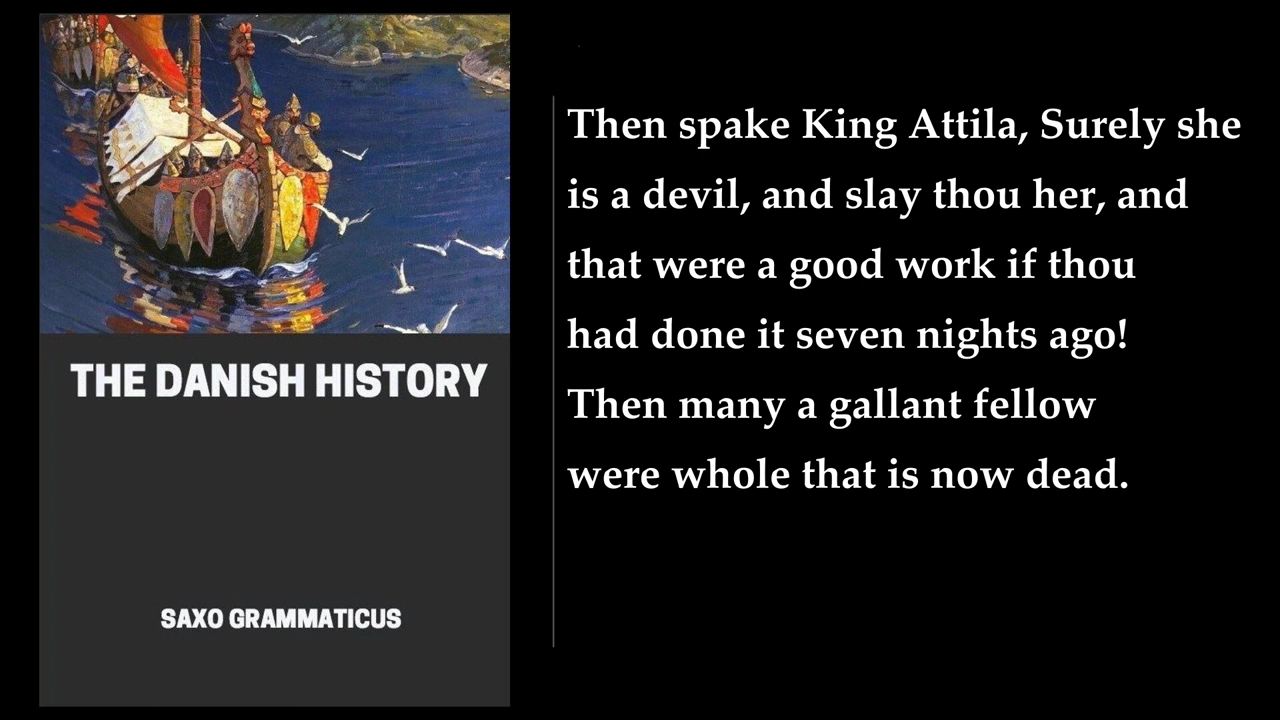 THE DANISH HISTORY
SAXO GRAMMATICUS
Then spake King Attila, Surely she
is a devil, and slay thou her, and
that were a good work if thou
had done it seven nights ago!
Then many a gallant fellow
were whole that is now dead.